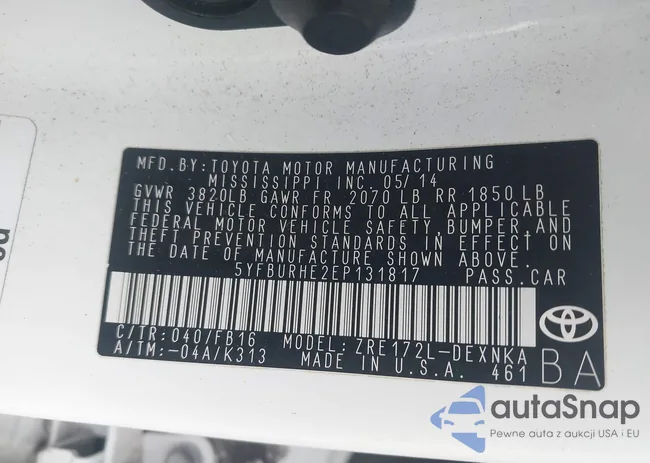 MFD. BY: TOYOTA MOTOR MANUFACTURING
MISSISSIPPI INC. 05/14
GVWR 3820LB GAWR FR 2070 LB RR 1850 LB
THIS VEHICLE CONFORMS TO ALL APPLICABLE
FEDERAL MOTOR VEHICLE SAFETY, BUMPER, AND
THEFT PREVENTION STANDARDS IN EFFECT ON
THE DATE OF MANUFACTURE SHOWN ABOVE.
5YFBURHE2EP131817 PASS.CAR
C/TR: 040/FB16 MODEL: ZRE172L-DEXNKA
A/TM: -04A/K313 MADE IN U.S.A. 461
BA
autaSnap
Pewne auta z aukcji USA i EU